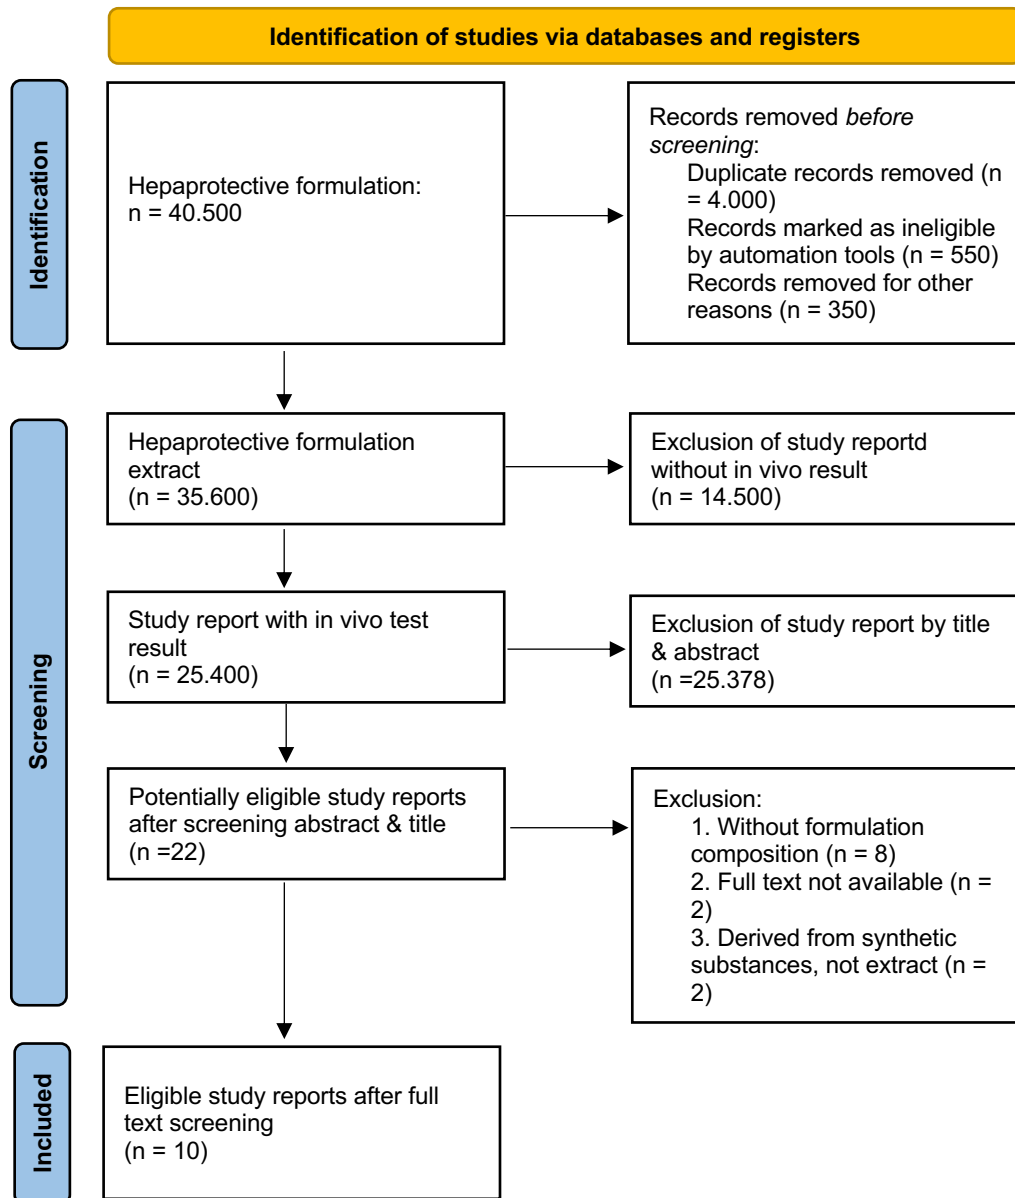 Identification of studies via databases and registers
Identification
Hepaprotective formulation:
n = 40.500
Records removed before
screening:
Duplicate records removed (n
= 4.000)
Records marked as ineligible
by automation tools (n = 550)
Records removed for other
reasons (n = 350)
Screening
Hepaprotective formulation
extract
(n = 35.600)
Exclusion of study reportd
without in vivo result
(n = 14.500)
Study report with in vivo test
result
(n = 25.400)
Exclusion of study report by title
& abstract
(n =25.378)
Potentially eligible study reports
after screening abstract & title
(n =22)
Exclusion:
1. Without formulation
composition (n = 8)
2. Full text not available (n =
2)
3. Derived from synthetic
substances, not extract (n =
2)
Included
Eligible study reports after full
text screening
(n = 10)